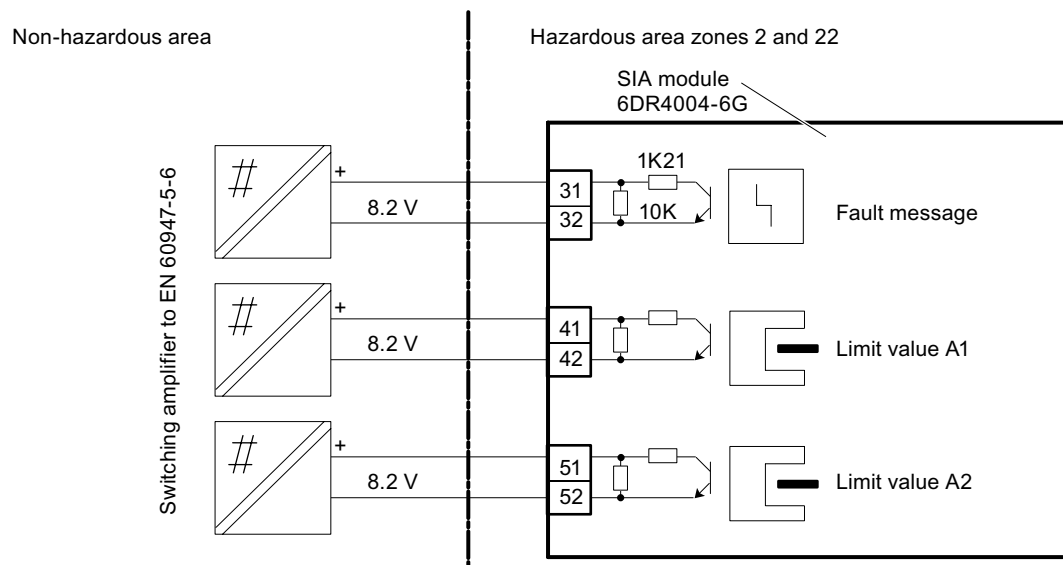 Non-hazardous area
Hazardous area zones 2 and 22
SIA module
6DR4004-6G
Switching amplifier to EN 60947-5-6
+
8.2 V
31
32
1K21
10K
Fault message
+
8.2 V
41
42
Limit value A1
+
8.2 V
51
52
Limit value A2